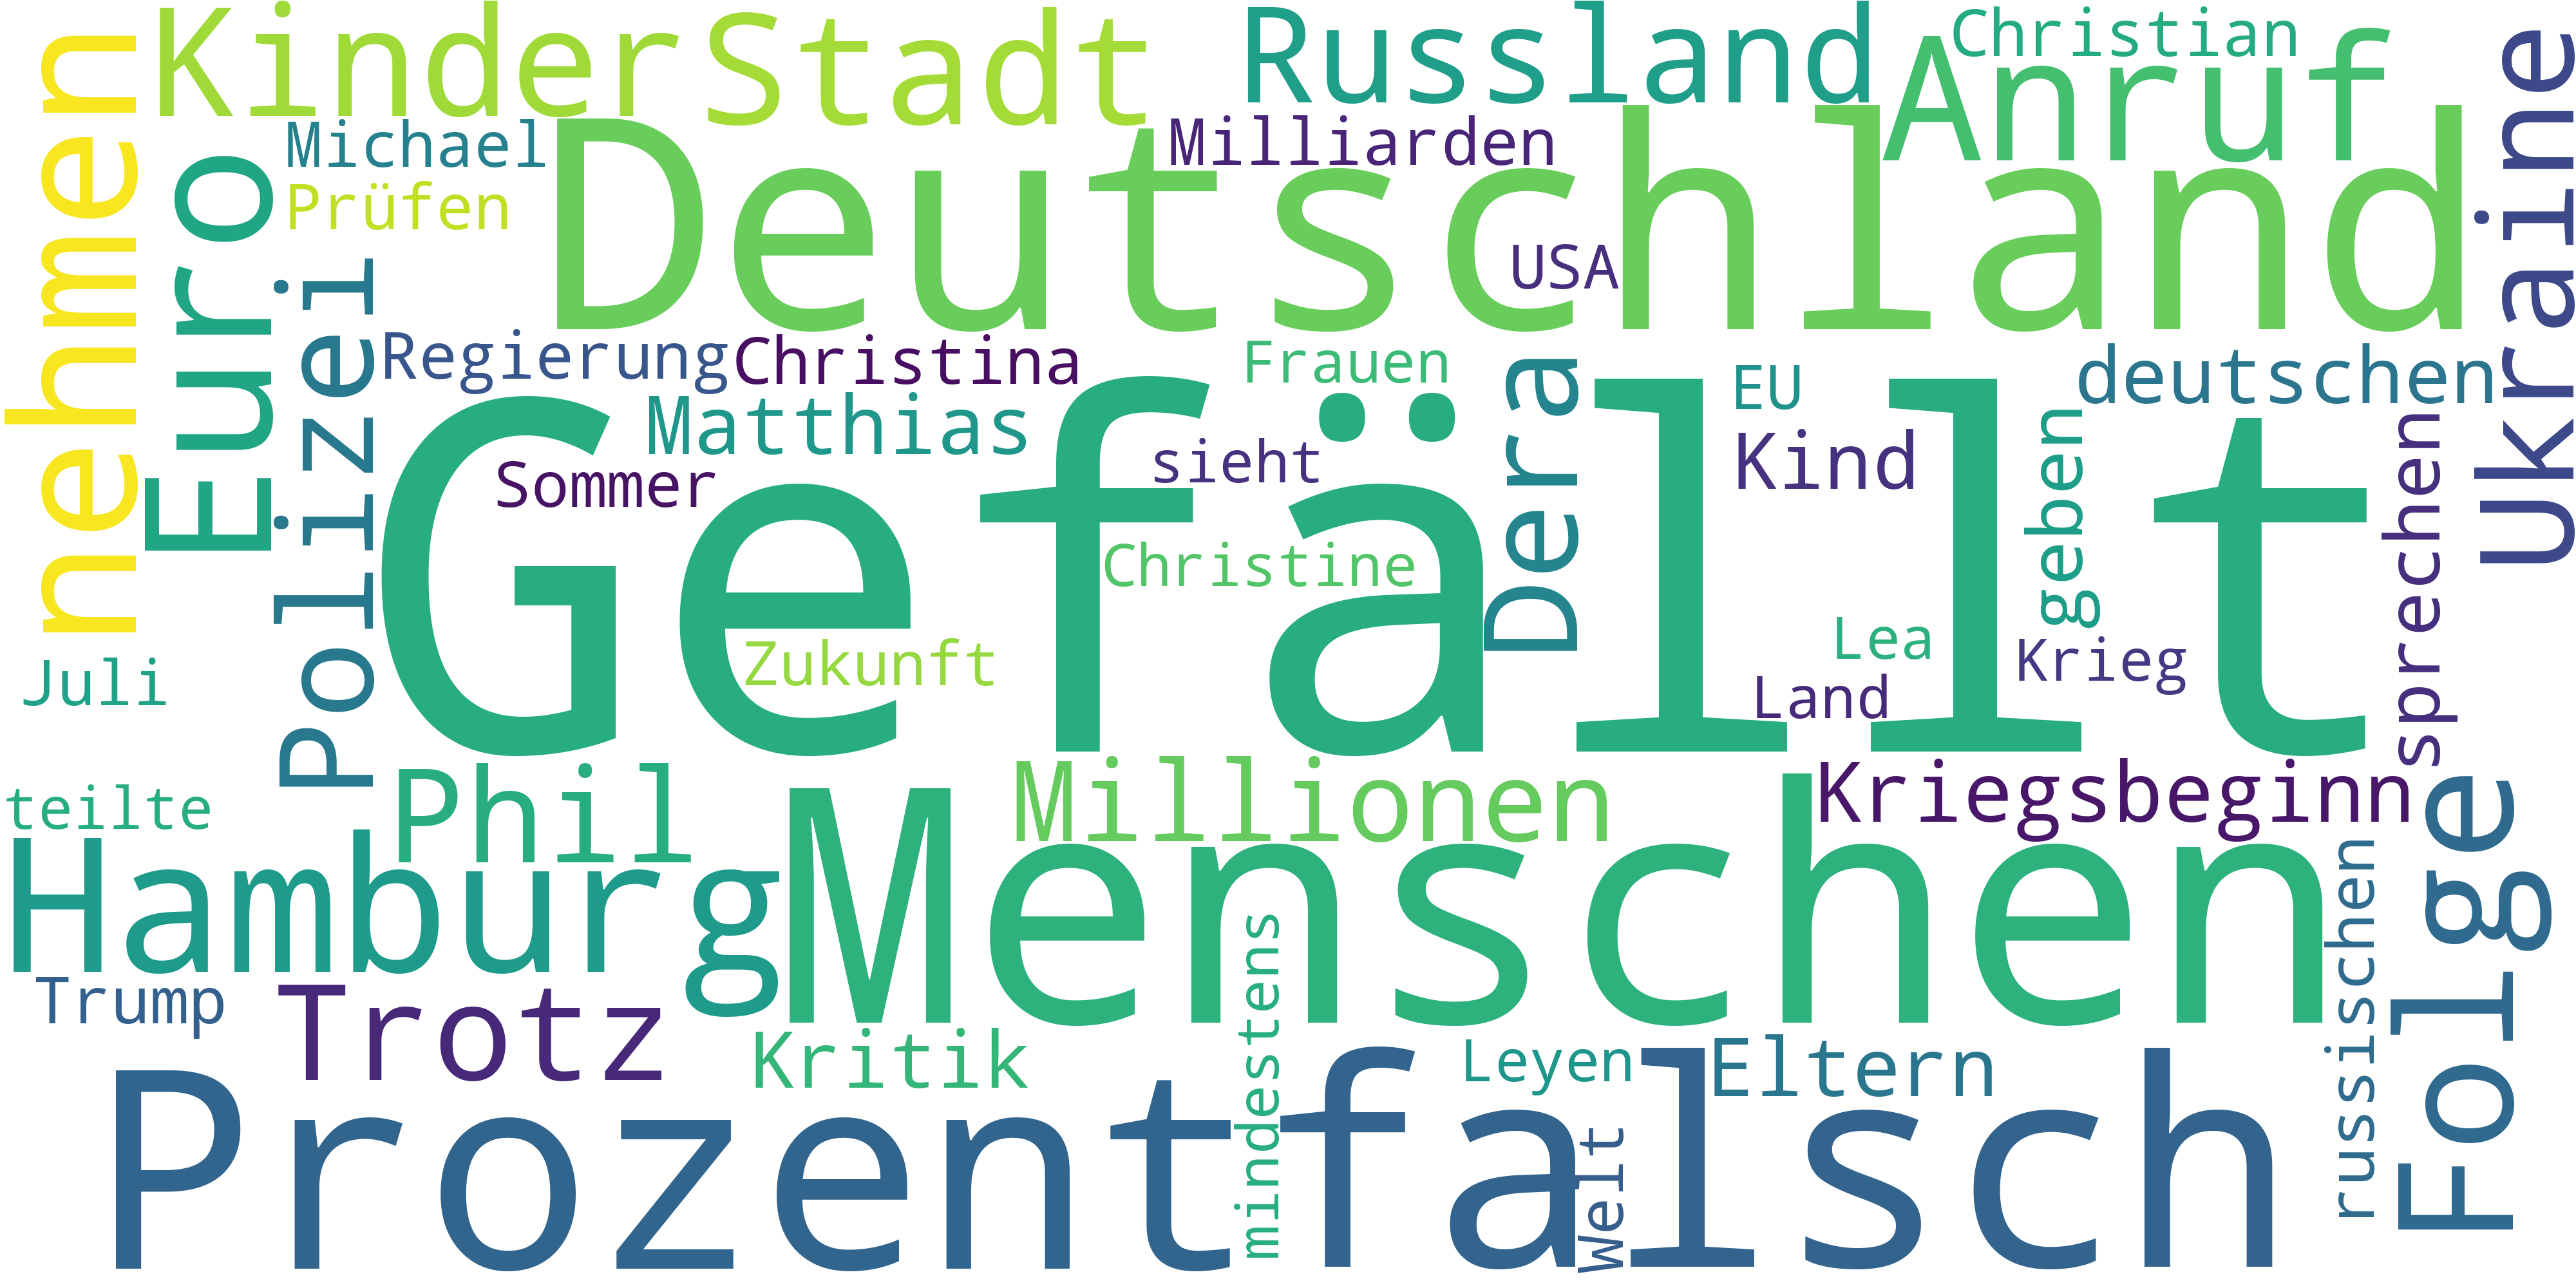 Kinder
Stadt
Russland
Christian
Anruf
nehmen
Euro
Michael
Prüfen
Deutschland
Milliarden
USA
Ukraine
Polizei
Regierung
Christina
Frauen
Dera
EU
deutschen
Matthias
Sommer
sieht
Kind
geben
sprechen
Gefällt
Christine
Zukunft
Lea
Land
Krieg
Juli
teilte
Phil
Millionen
Kriegsbeginn
Folge
Hamburg
Menschen
russischen
mindestens
Trump
Trotz
Kritik
Leyen
Eltern
Prozent
falsch
Welt